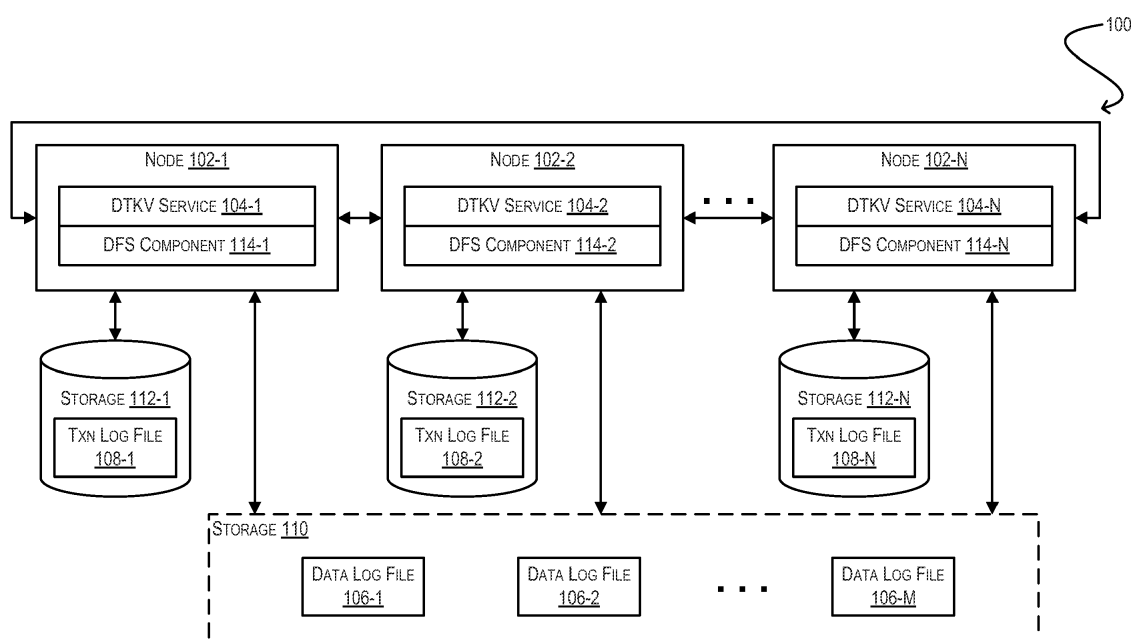 100
Node 102-1
Node 102-2
Node 102-N
DTKV Service 104-1
DTKV Service 104-2
DTKV Service 104-N
DFS Component 114-1
DFS Component 114-2
DFS Component 114-N
Storage 112-1
Storage 112-2
Storage 112-N
Txn Log File
108-1
Txn Log File
108-2
Txn Log File
108-N
Storage 110
Data Log File
106-1
Data Log File
106-2
Data Log File
106-M